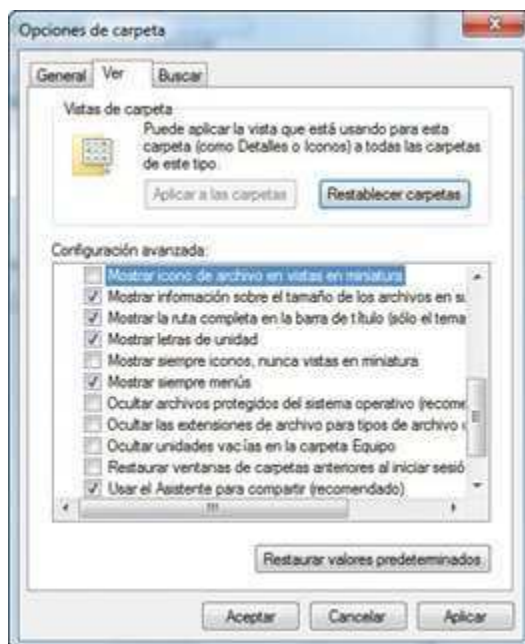 Opciones de carpeta
General Ver Buscar
Vistas de carpeta
Puede aplicar la vista que está usando para esta
carpeta (como Detalles o Iconos) a todas las carpetas
de este tipo.
Aplicar a las carpetas Restablecer carpetas
Configuración avanzada:
Mostrar icono de archivo en vistas en miniatura
Mostrar información sobre el tamaño de los archivos en su
Mostrar la ruta completa en la barra de título (sólo el tema
Mostrar letras de unidad
Mostrar siempre iconos, nunca vistas en miniatura
Mostrar siempre menús
Ocultar archivos protegidos del sistema operativo (recome
Ocultar las extensiones de archivo para tipos de archivo
Ocultar unidades vacías en la carpeta Equipo
Restaurar ventanas de carpetas anteriores al iniciar sesió
Usar el Asistente para compartir (recomendado)
Restaurar valores predeterminados
Aceptar Cancelar Aplicar